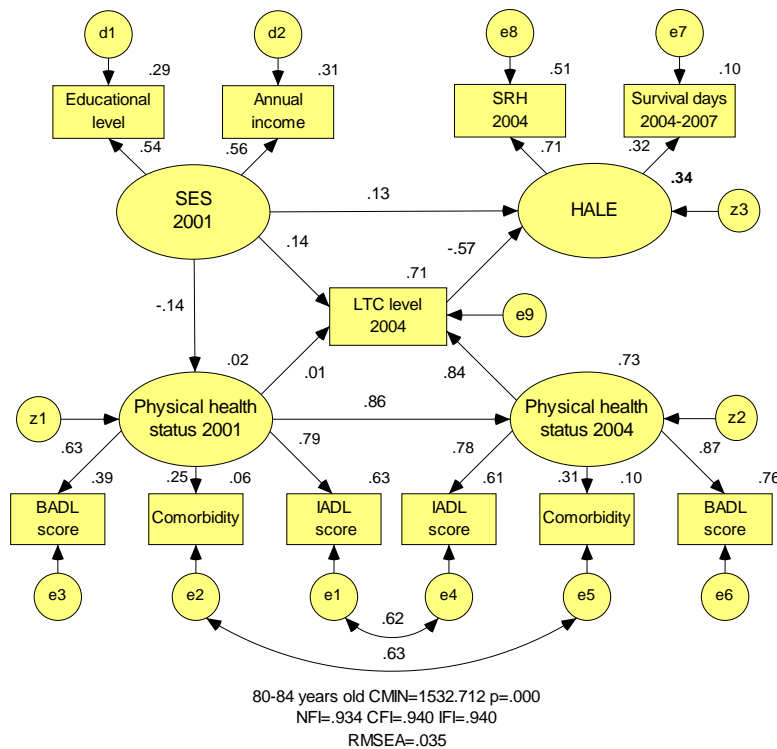 d1
d2
e8
e7
.29
.31
.51
.10
Educational
level
Annual
income
SRH
2004
Survival days
2004-2007
.54
.56
.71
.32
SES
2001
.13
HALE
.34
z3
.14
-.57
.71
LTC level
2004
e9
-.14
.02
.01
.84
.73
z1
Physical health
status 2001
.86
Physical health
status 2004
z2
.63
.79
.78
.87
.39
.25
.06
.63
.61
.31
.10
.76
BADL
score
Comorbidity
IADL
score
IADL
score
Comorbidity
BADL
score
e3
e2
e1
e4
e5
e6
.62
.63
80-84 years old CMIN=1532.712 p=.000
NFI=.934 CFI=.940 IFI=.940
RMSEA=.035